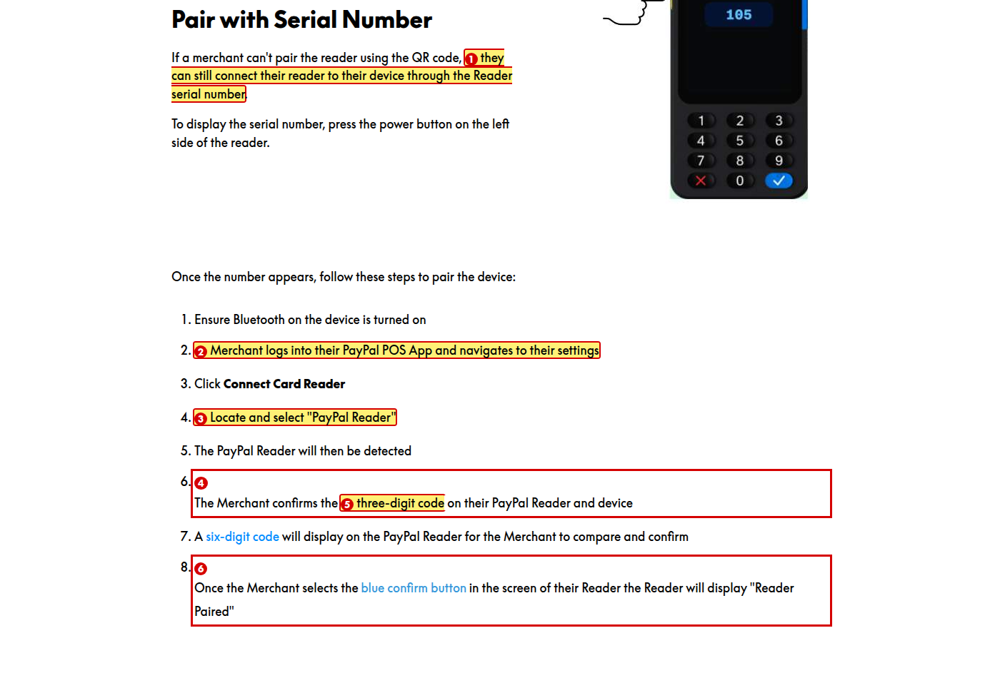 Pair with Serial Number
105
If a merchant can't pair the reader using the QR code, 1 they
can still connect their reader to their device through the Reader
serial number.
To display the serial number, press the power button on the left
side of the reader.
1 2 3
4 5 6
7 8 9
0
Once the number appears, follow these steps to pair the device:
1. Ensure Bluetooth on the device is turned on
2. 2 Merchant logs into their PayPal POS App and navigates to their settings
3. Click Connect Card Reader
4. 3 Locate and select "PayPal Reader"
5. The PayPal Reader will then be detected
6. 4
The Merchant confirms the 5 three-digit code on their PayPal Reader and device
7. A six-digit code will display on the PayPal Reader for the Merchant to compare and confirm
8. 6
Once the Merchant selects the blue confirm button in the screen of their Reader the Reader will display "Reader
Paired"